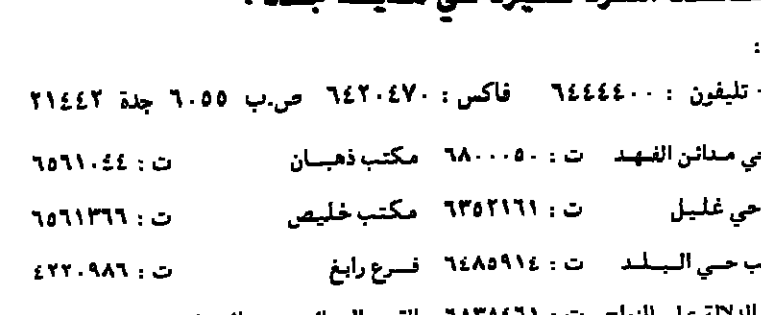 :
تليفون : ٦٤٤٤٤٠٠ فاكس : ٦٤٢٠٤٧٠ ص.ب ٦٠٥٥ جدة ٢١٤٤٢
حي مدائن الفهد ت : ٦٨٠٠٠٥٠ مكتب ذهبان ت : ٦٥٦١٠٤٤
حي غليل ت : ٦٣٥٢١٦١ مكتب خليص ت : ٦٥٦١٣٦٦
حي البلد ت : ٦٤٨٥٩١٤ فرع رابغ ت : ٤٢٢٠٩٨٦